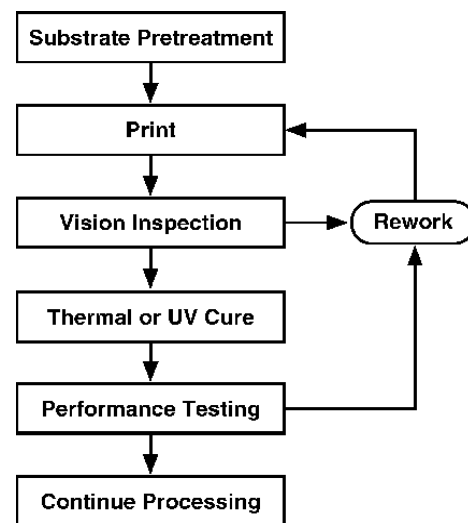 Substrate Pretreatment
Print
Vision Inspection
Rework
Thermal or UV Cure
Performance Testing
Continue Processing